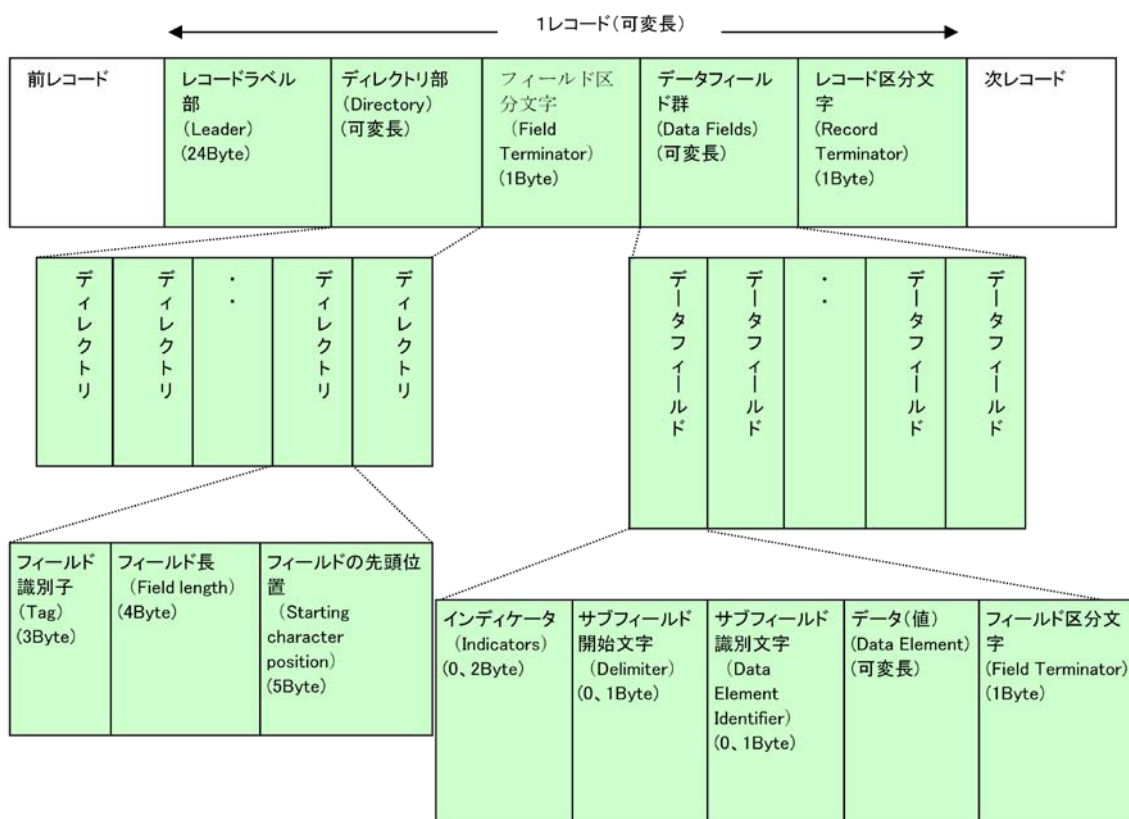 1レコード(可変長)
前レコード
レコードラベル
部
(Leader)
(24Byte)
ディレクトリ部
(Directory)
(可変長)
フィールド区
分文字
(Field
Terminator)
(1Byte)
データフィール
ド群
(Data Fields)
(可変長)
レコード区分文
字
(Record
Terminator)
(1Byte)
次レコード
ディレクトリ
ディレクトリ
・・
ディレクトリ
ディレクトリ
データフィールド
データフィールド
・・
データフィールド
データフィールド
フィールド
識別子
(Tag)
(3Byte)
フィールド長
(Field length)
(4Byte)
フィールドの先頭位
置
(Starting
character
position)
(5Byte)
インディケータ
(Indicators)
(0、2Byte)
サブフィールド
開始文字
(Delimiter)
(0、1Byte)
サブフィールド
識別文字
(Data
Element
Identifier)
(0、1Byte)
データ(値)
(Data Element)
(可変長)
フィールド区分文
字
(Field Terminator)
(1Byte)